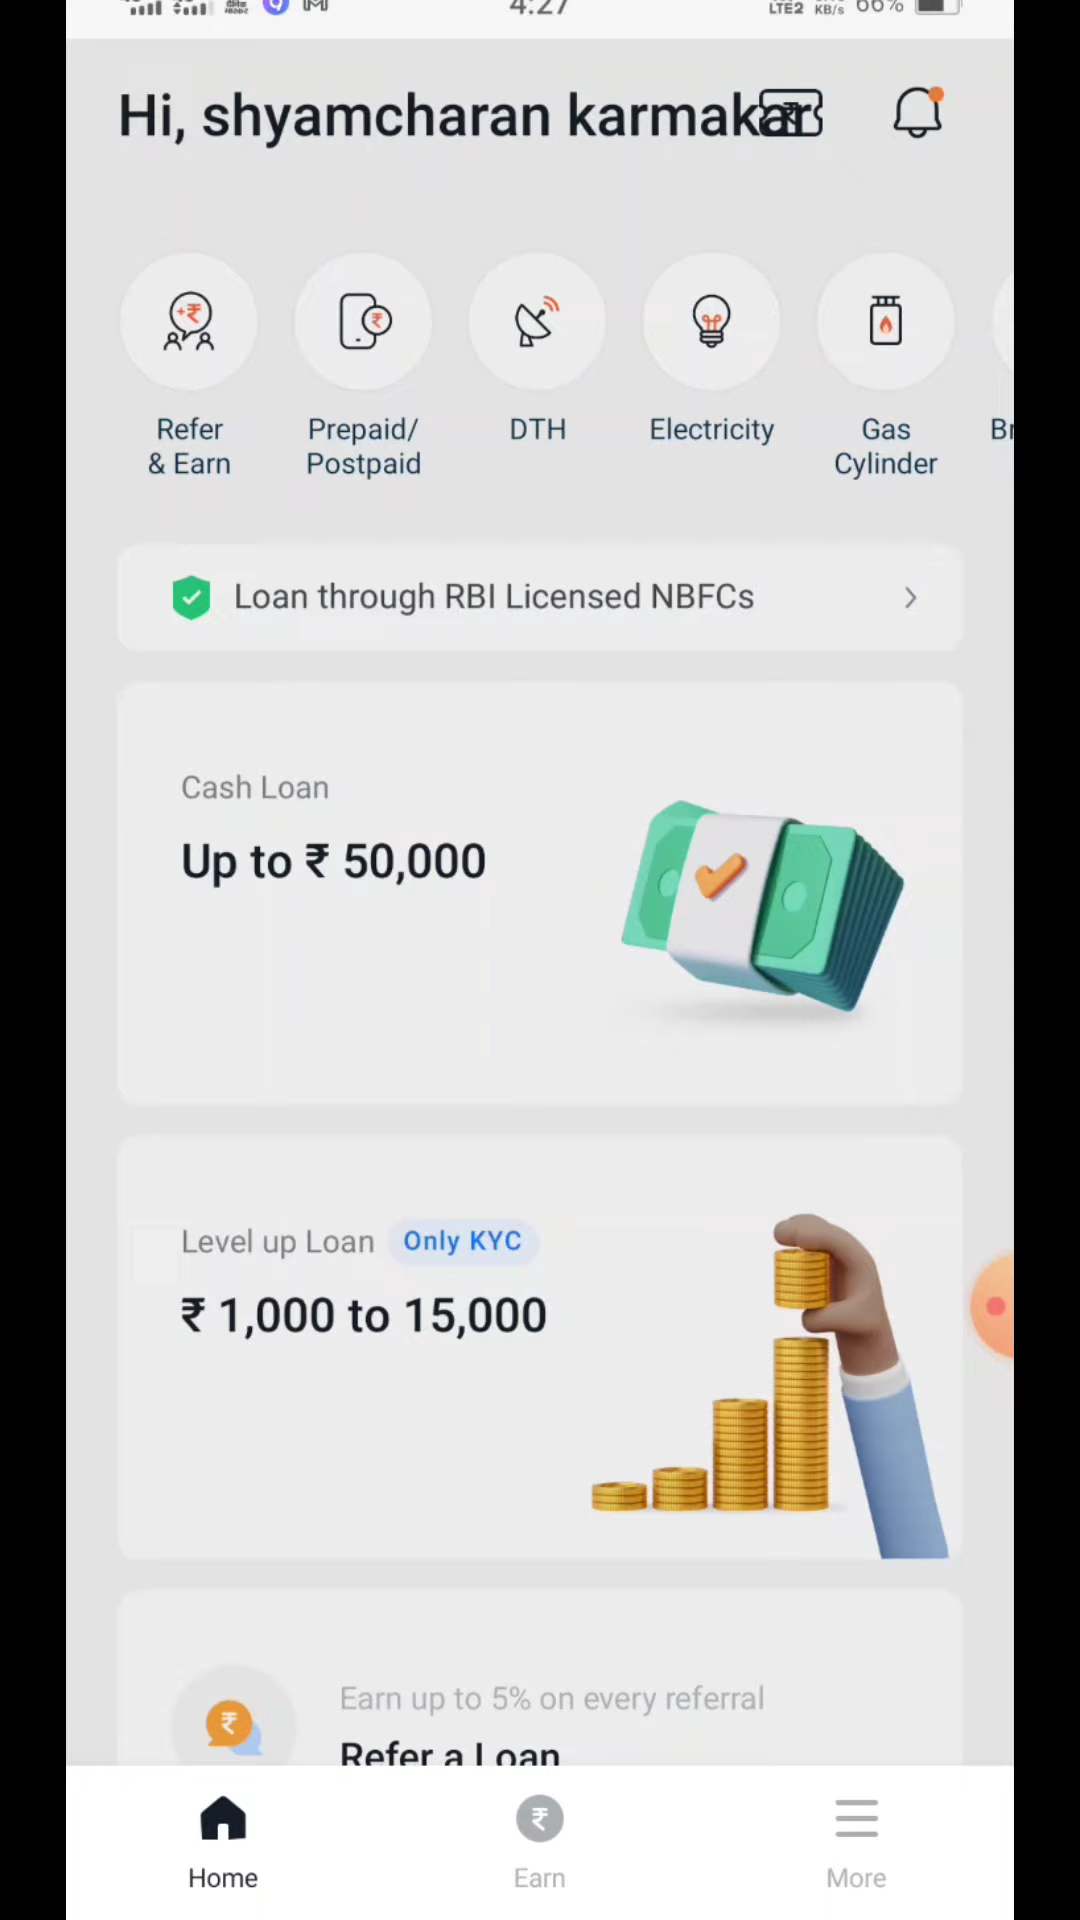 4:27
LTE2 KB/s 66%
Hi, shyamcharan karmakar
Refer
& Earn
Prepaid/
Postpaid
DTH
Electricity
Gas
Cylinder
Br
Loan through RBI Licensed NBFCs
Cash Loan
Up to ₹ 50,000
Level up Loan Only KYC
₹ 1,000 to 15,000
Earn up to 5% on every referral
Refer a Loan
Home
Earn
More